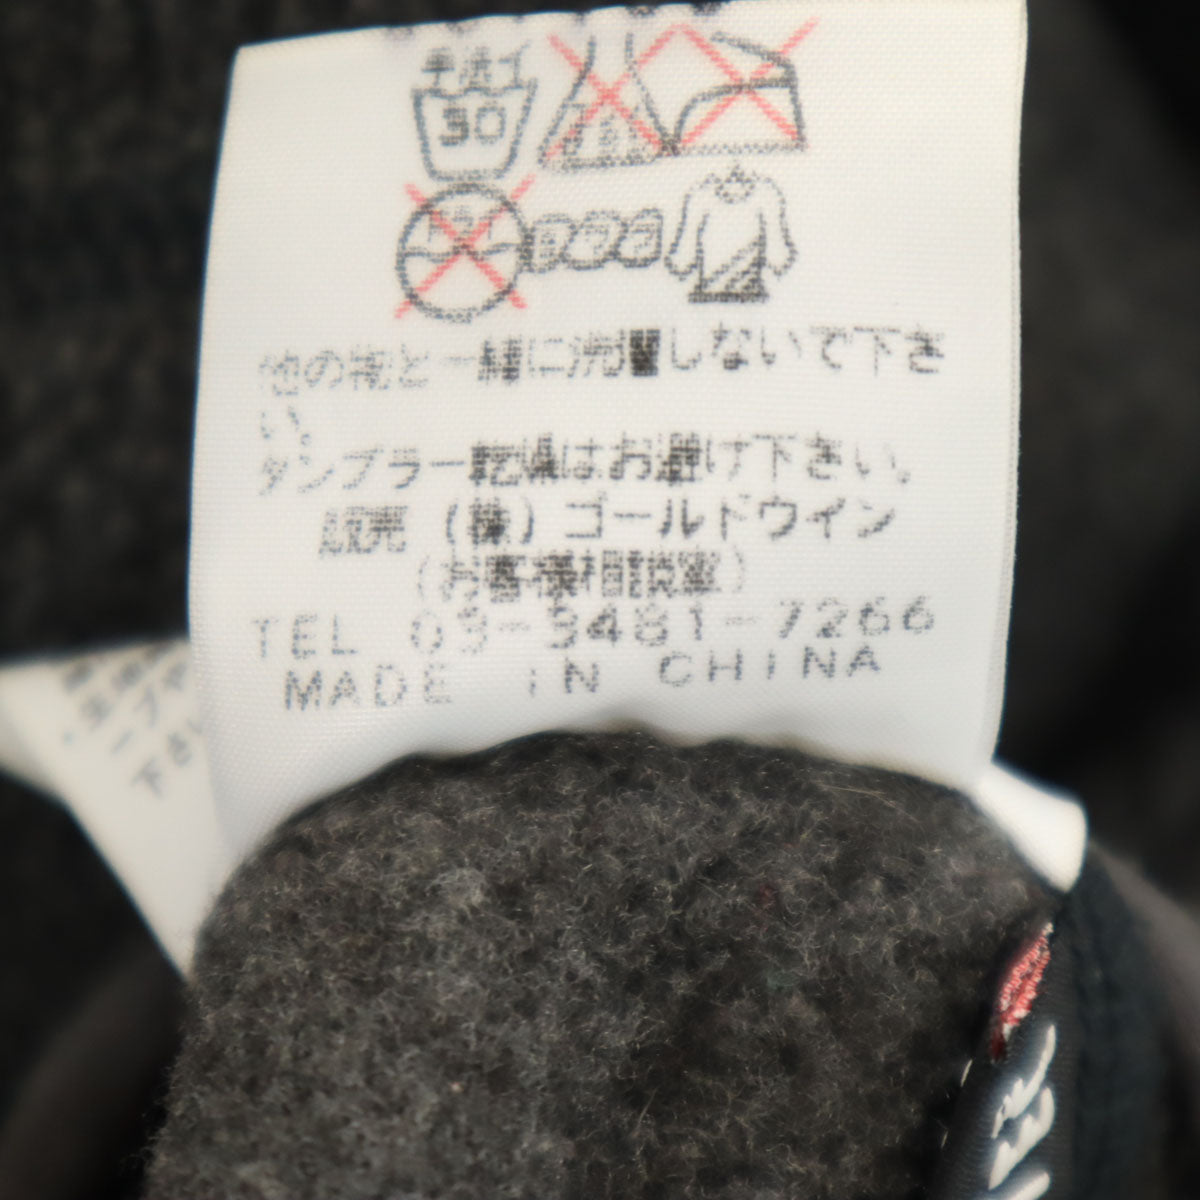 手洗イ
30
他の物と一緒に洗濯しないで下さ
い。
タンブラー乾燥はお避け下さい。
販売 (株) ゴールドウイン
(お客様相談室)
TEL 03-3481-7266
MADE IN CHINA
下さい